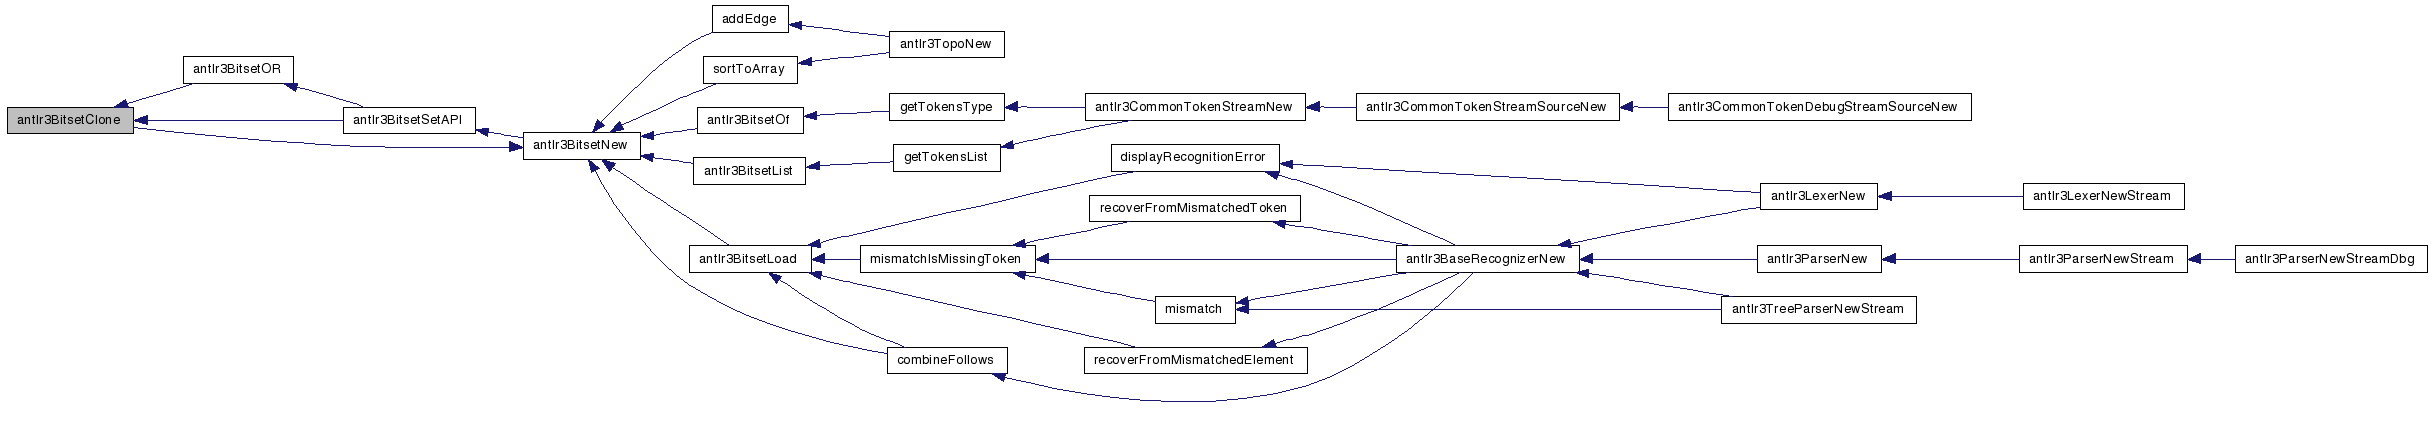 addEdge
antlr3TopoNew
antlr3BitsetOR
sortToArray
antlr3BitsetClone
antlr3BitsetSetAPI
antlr3BitsetOf
getTokensType
antlr3CommonTokenStreamNew
antlr3CommonTokenStreamSourceNew
antlr3CommonTokenDebugStreamSourceNew
antlr3BitsetNew
antlr3BitsetList
getTokensList
displayRecognitionError
antlr3LexerNew
antlr3LexerNewStream
recoverFromMismatchedToken
antlr3BitsetLoad
mismatchIsMissingToken
antlr3BaseRecognizerNew
antlr3ParserNew
antlr3ParserNewStream
antlr3ParserNewStreamDbg
mismatch
antlr3TreeParserNewStream
combineFollows
recoverFromMismatchedElement